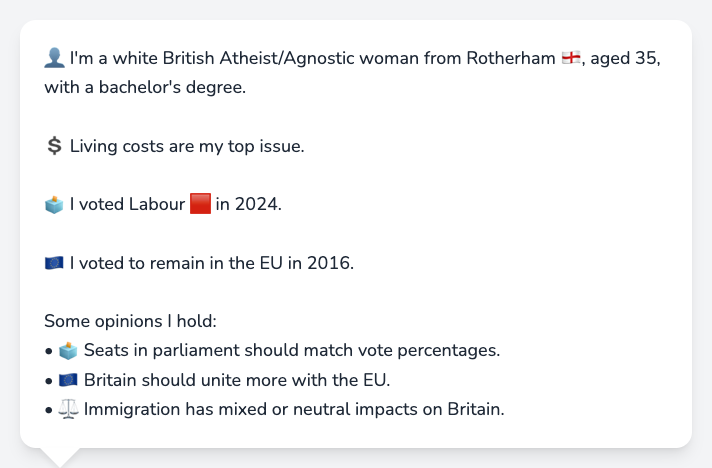 👤 I'm a white British Atheist/Agnostic woman from Rotherham 🏴󠁧󠁢󠁥󠁮󠁧󠁿, aged 35,
with a bachelor's degree.
💲 Living costs are my top issue.
🗳️ I voted Labour 🟥 in 2024.
🇪🇺 I voted to remain in the EU in 2016.
Some opinions I hold:
• 🗳️ Seats in parliament should match vote percentages.
• 🇪🇺 Britain should unite more with the EU.
• ⚖️ Immigration has mixed or neutral impacts on Britain.